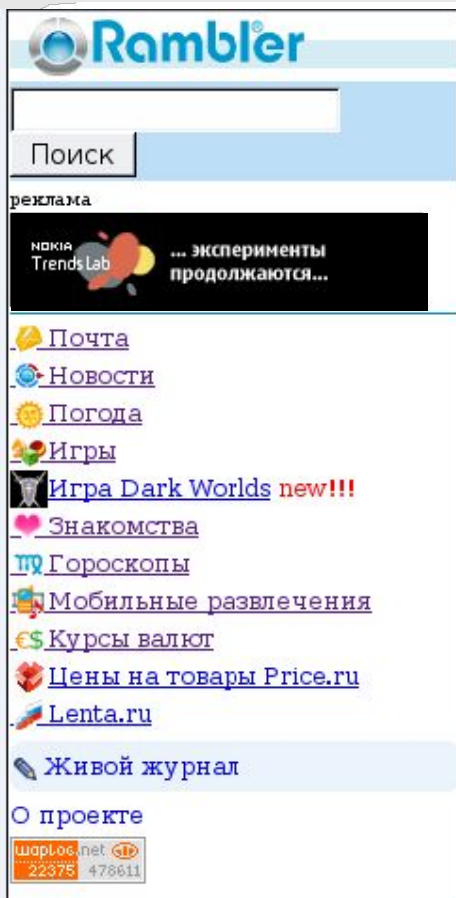 Rambler
Поиск
реклама
NOKIA
Trends Lab
... эксперименты
продолжаются...
Почта
Новости
Погода
Игры
Игра Dark Worlds new!!!
Знакомства
Гороскопы
Мобильные развлечения
€$ Курсы валют
Цены на товары Price.ru
Lenta.ru
Живой журнал
О проекте
waplog.net
22375 478611